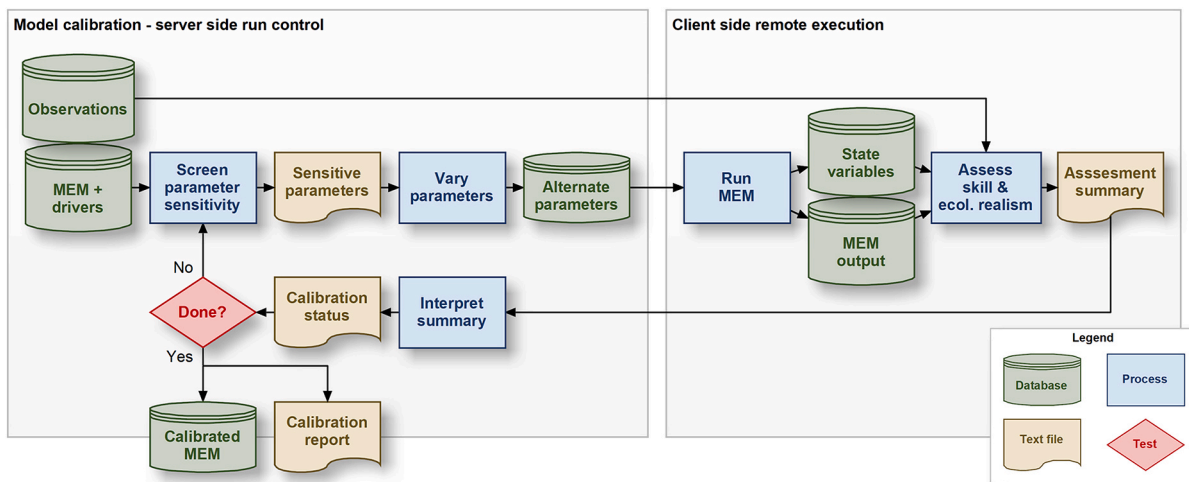 Model calibration - server side run control
Client side remote execution
Observations
MEM +
drivers
Screen
parameter
sensitivity
Sensitive
parameters
Vary
parameters
Alternate
parameters
Run
MEM
State
variables
MEM
output
Assess
skill &
ecol. realism
Asssesment
summary
No
Done?
Yes
Calibration
status
Interpret
summary
Calibrated
MEM
Calibration
report
Legend
Database
Process
Text file
Test